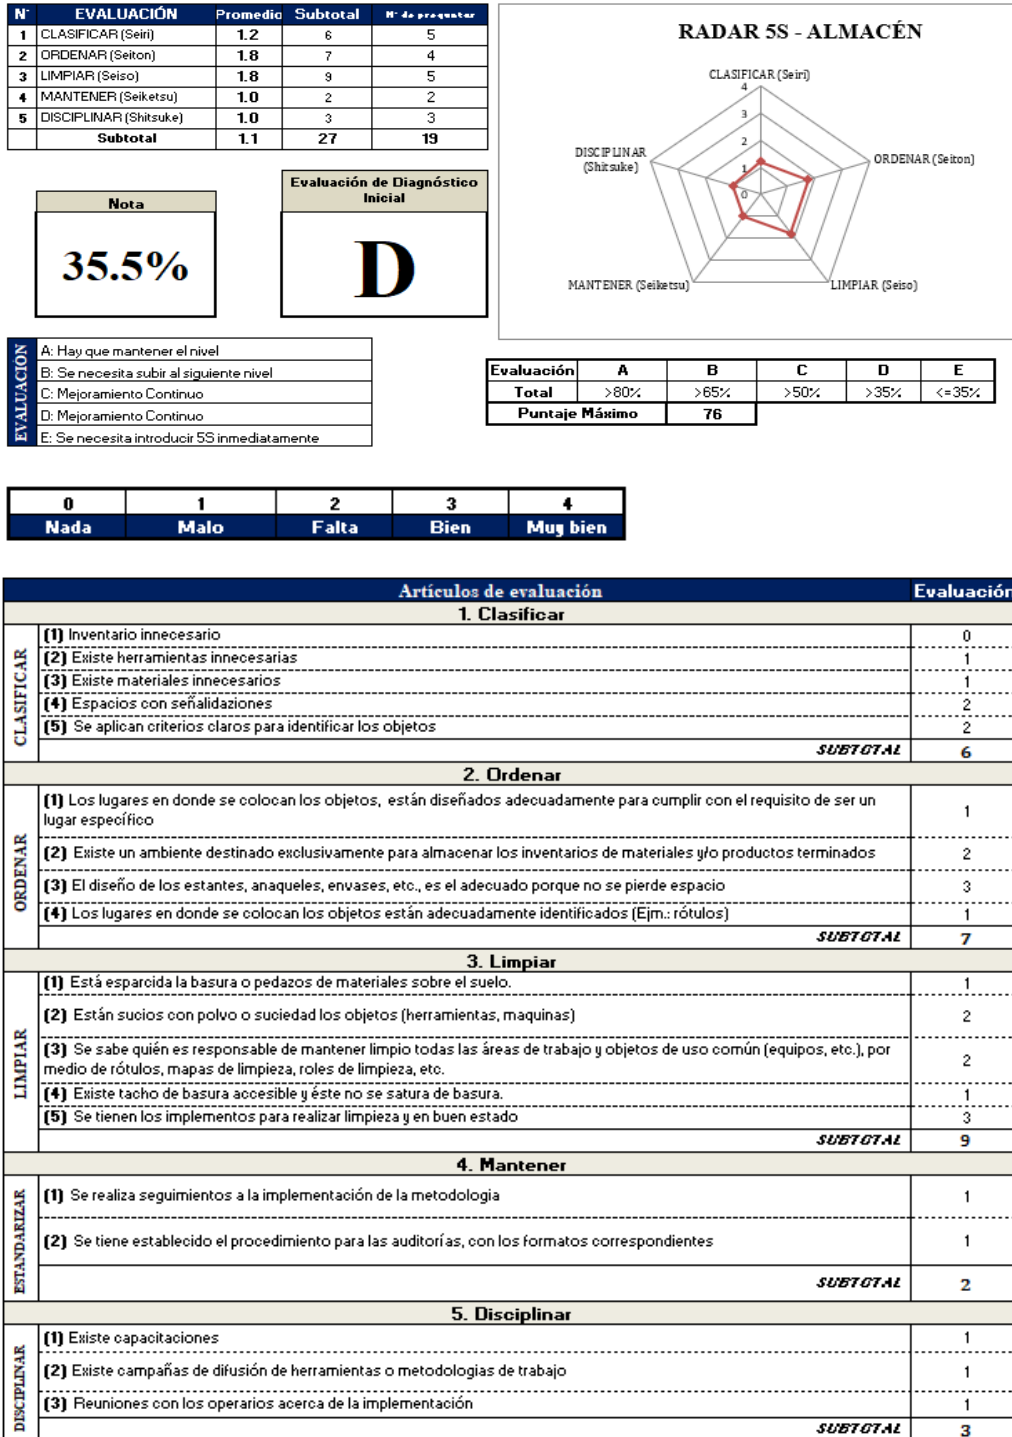 N° EVALUACIÓN Promedio Subtotal N° de preguntas
1 CLASIFICAR (Seiri) 1.2 6 5
2 ORDENAR (Seiton) 1.8 7 4
3 LIMPIAR (Seiso) 1.8 9 5
4 MANTENER (Seiketsu) 1.0 2 2
5 DISCIPLINAR (Shitsuke) 1.0 3 3
Subtotal 1.1 27 19
RADAR 5S - ALMACÉN
CLASIFICAR (Seiri)
4
3
2
1
0
DISCIPLINAR
(Shitsuke)
ORDENAR (Seiton)
MANTENER (Seiketsu)
LIMPIAR (Seiso)
Nota
35.5%
Evaluación de Diagnóstico
Inicial
D
EVALUACIÓN
A: Hay que mantener el nivel
B: Se necesita subir al siguiente nivel
C: Mejoramiento Continuo
D: Mejoramiento Continuo
E: Se necesita introducir 5S inmediatamente
Evaluación A B C D E
Total >80% >65% >50% >35% <=35%
Puntaje Máximo 76
0 1 2 3 4
Nada Malo Falta Bien Muy bien
Artículos de evaluación Evaluación
1. Clasificar
CLASIFICAR
(1) Inventario innecesario 0
(2) Existe herramientas innecesarias 1
(3) Existe materiales innecesarios 1
(4) Espacios con señalidaziones 2
(5) Se aplican criterios claros para identificar los objetos 2
SUBTOTAL 6
2. Ordenar
ORDENAR
(1) Los lugares en donde se colocan los objetos, están diseñados adecuadamente para cumplir con el requisito de ser un
lugar específico 1
(2) Existe un ambiente destinado exclusivamente para almacenar los inventarios de materiales y/o productos terminados 2
(3) El diseño de los estantes, anaqueles, envases, etc., es el adecuado porque no se pierde espacio 3
(4) Los lugares en donde se colocan los objetos están adecuadamente identificados (Ejm.: rótulos) 1
SUBTOTAL 7
3. Limpiar
LIMPIAR
(1) Está esparcida la basura o pedazos de materiales sobre el suelo. 1
(2) Están sucios con polvo o suciedad los objetos (herramientas, maquinas) 2
(3) Se sabe quién es responsable de mantener limpio todas las áreas de trabajo y objetos de uso común (equipos, etc.), por
medio de rótulos, mapas de limpieza, roles de limpieza, etc. 2
(4) Existe tacho de basura accesible y éste no se satura de basura. 1
(5) Se tienen los implementos para realizar limpieza y en buen estado 3
SUBTOTAL 9
4. Mantener
ESTANDARIZAR
(1) Se realiza seguimientos a la implementación de la metodologia 1
(2) Se tiene establecido el procedimiento para las auditorías, con los formatos correspondientes 1
SUBTOTAL 2
5. Disciplinar
DISCIPLINAR
(1) Existe capacitaciones 1
(2) Existe campañas de difusión de herramientas o metodologias de trabajo 1
(3) Reuniones con los operarios acerca de la implementación 1
SUBTOTAL 3